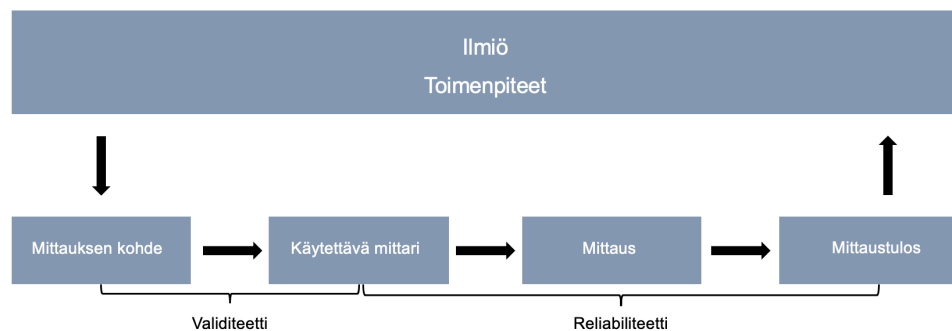 Ilmiö
Toimenpiteet
Mittauksen kohde
Käytettävä mittari
Mittaus
Mittaustulos
Validiteetti
Reliabiliteetti